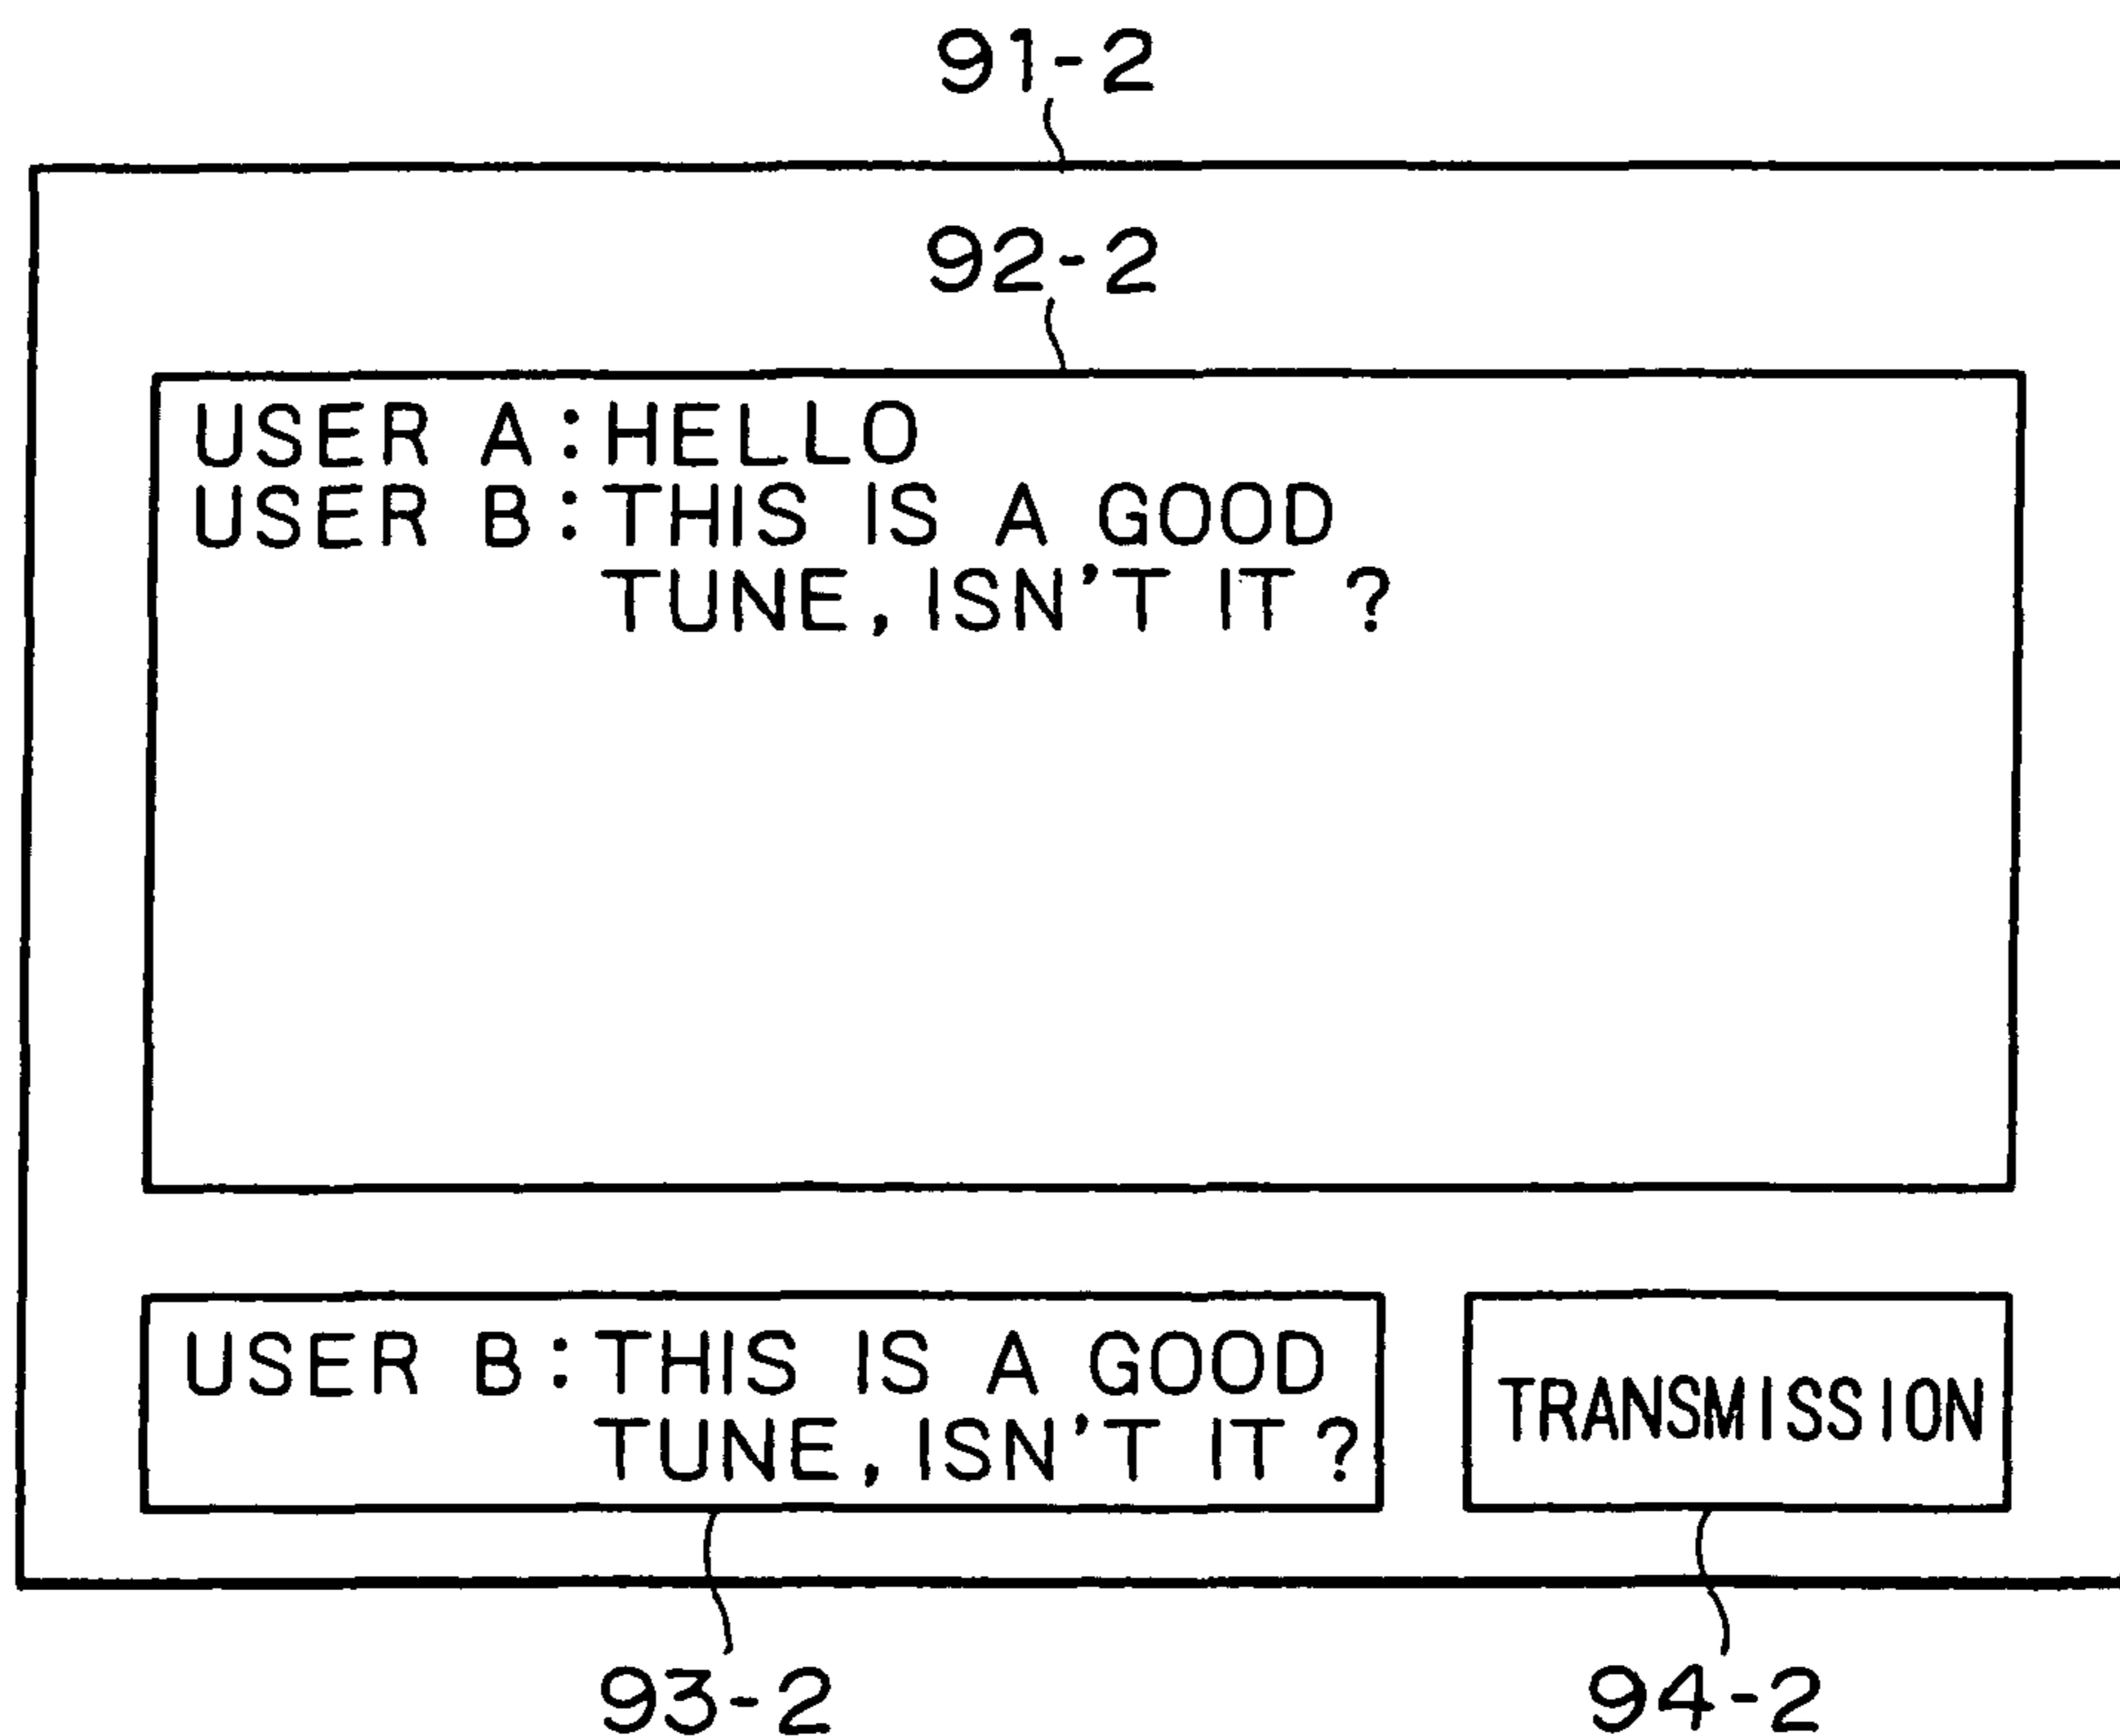 91-2
92-2
USER A:HELLO
USER B:THIS IS A GOOD
TUNE, ISN'T IT ?
USER B:THIS IS A GOOD
TUNE, ISN'T IT ?
TRANSMISSION
93-2
94-2